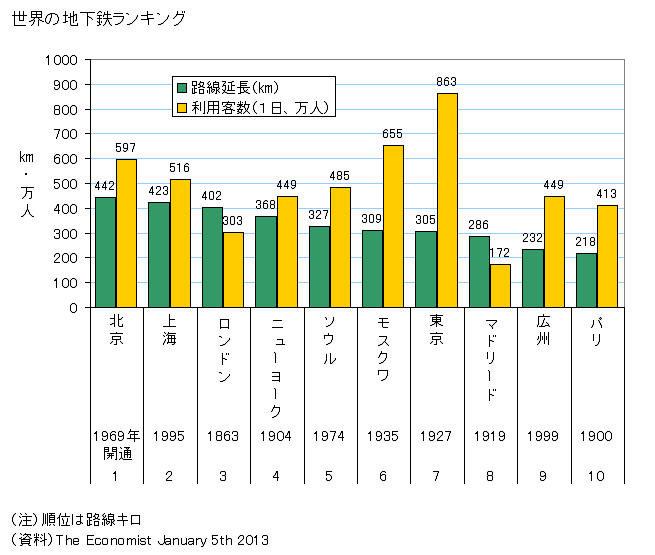 世界の地下鉄ランキング
km・万人
1000
900
800
700
600
500
400
300
200
100
0
路線延長(km)
利用客数(1日、万人)
442 597
423 516
402 303
368 449
327 485
309 655
305 863
286 172
232 449
218 413
北京 上海 ロンドン ニューヨーク ソウル モスクワ 東京 マドリード 広州 パリ
1969年開通 1995 1863 1904 1974 1935 1927 1919 1999 1900
1 2 3 4 5 6 7 8 9 10
(注)順位は路線キロ
(資料)The Economist January 5th 2013